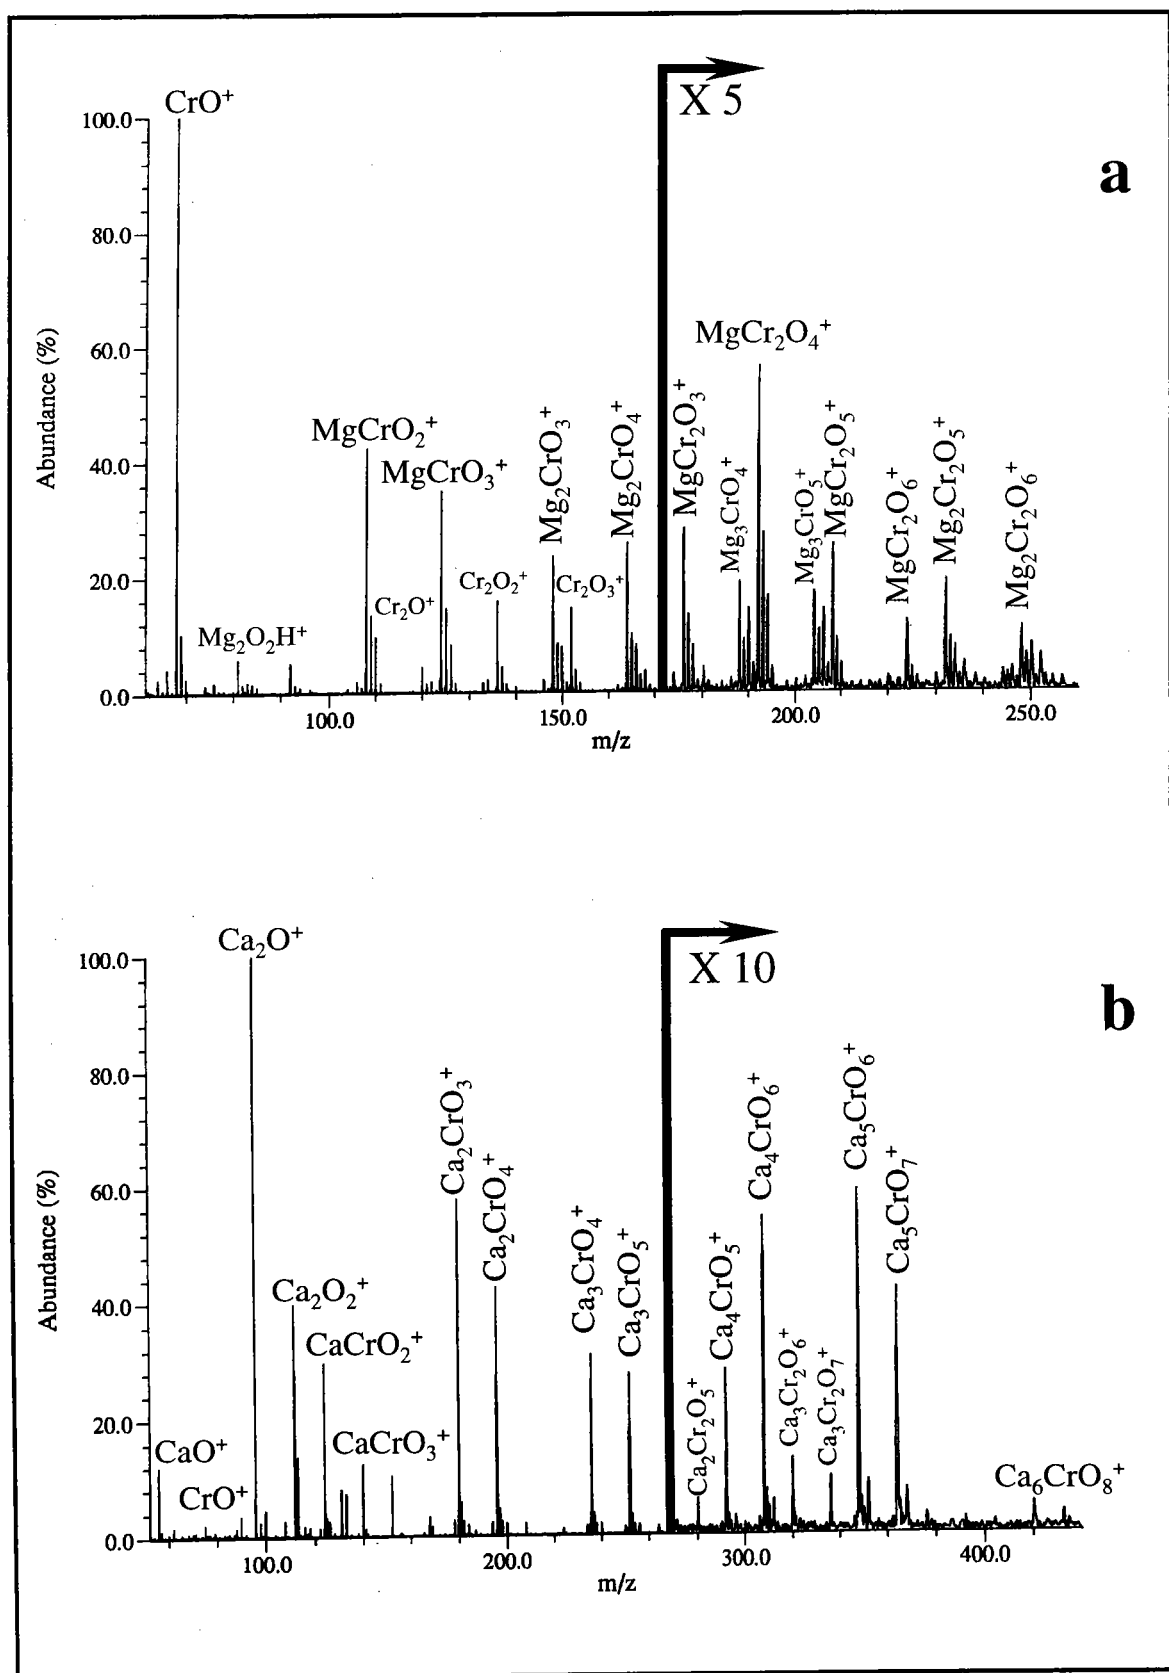 CrO⁺
X 5
100.0
a
80.0
MgCr₂O₄⁺
60.0
Abundance (%)
MgCrO₂⁺
MgCrO₃⁺
Mg₂CrO₃⁺
Mg₂CrO₄⁺
MgCr₂O₃⁺
Mg₃CrO₄⁺
Mg₃CrO₅⁺
MgCr₂O₅⁺
MgCr₂O₆⁺
Mg₂Cr₂O₅⁺
Mg₂Cr₂O₆⁺
40.0
Cr₂O⁺
Cr₂O₂⁺
Cr₂O₃⁺
20.0
Mg₂O₂H⁺
0.0
100.0 150.0 200.0 250.0
m/z
Ca₂O⁺
X 10
100.0
b
80.0
Ca₂CrO₃⁺
Ca₂CrO₄⁺
Ca₃CrO₄⁺
Ca₃CrO₅⁺
Ca₂Cr₂O₅⁺
Ca₄CrO₅⁺
Ca₄CrO₆⁺
Ca₃Cr₂O₆⁺
Ca₃Cr₂O₇⁺
Ca₅CrO₆⁺
Ca₅CrO₇⁺
60.0
Abundance (%)
40.0
Ca₂O₂⁺
CaCrO₂⁺
20.0
CaO⁺
CrO⁺
CaCrO₃⁺
Ca₆CrO₈⁺
0.0
100.0 200.0 300.0 400.0
m/z